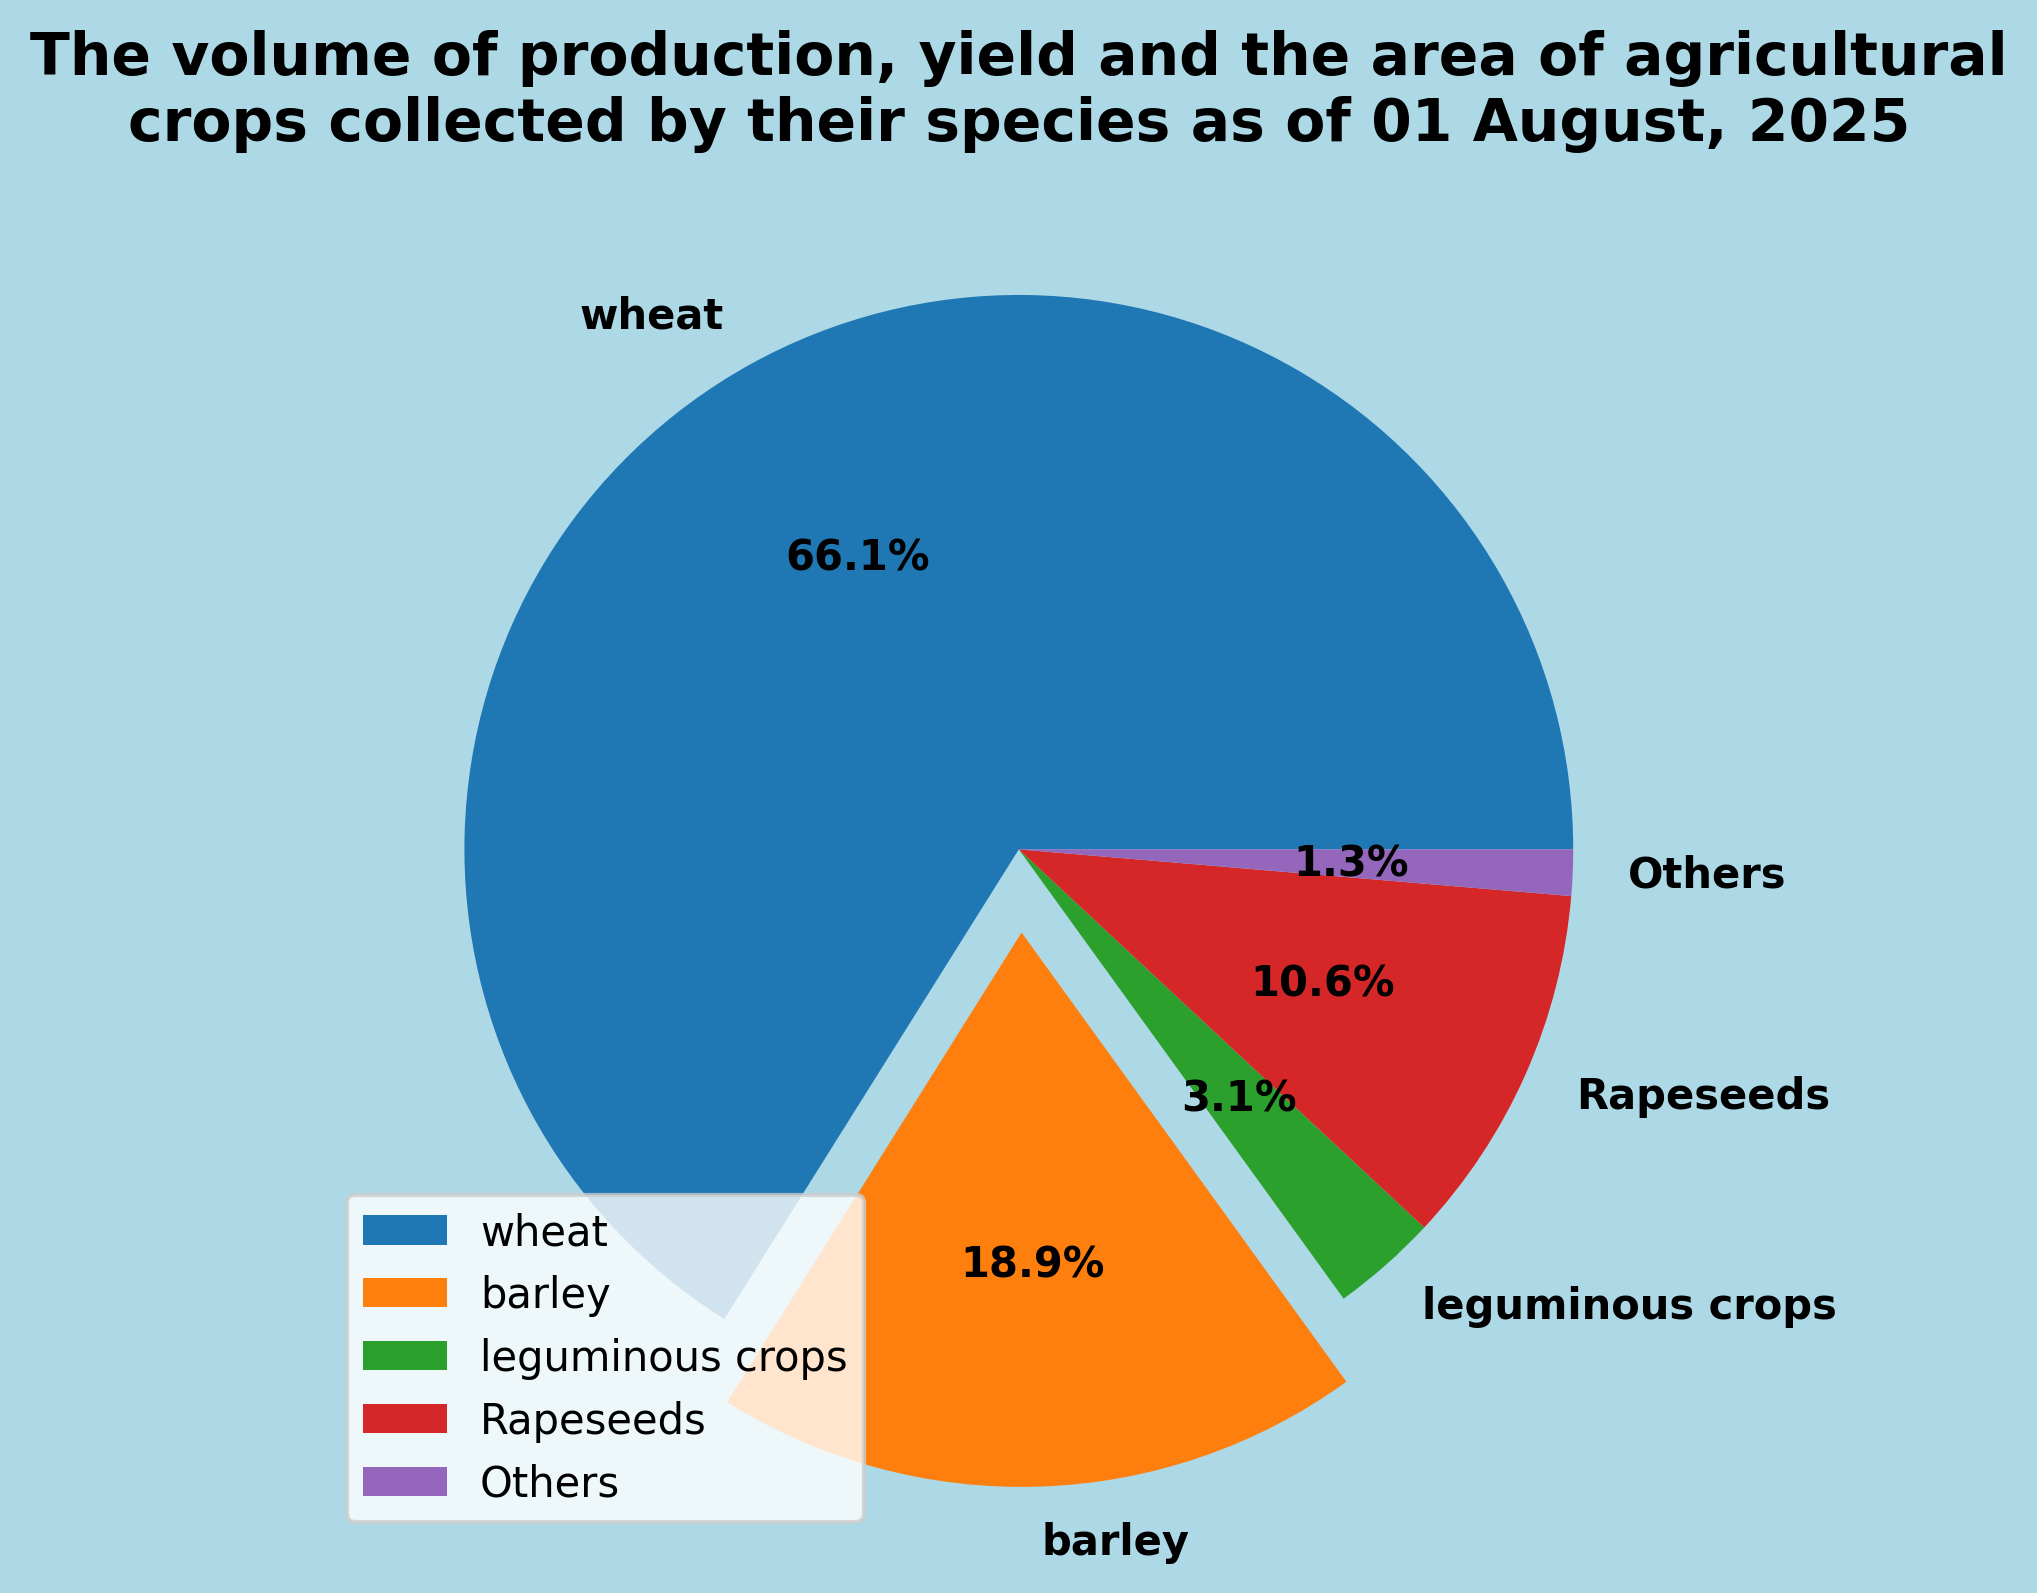 The volume of production, yield and the area of agricultural
crops collected by their species as of 01 August, 2025
wheat
66.1%
1.3%
Others
10.6%
Rapeseeds
3.1%
leguminous crops
18.9%
barley
wheat
barley
leguminous crops
Rapeseeds
Others